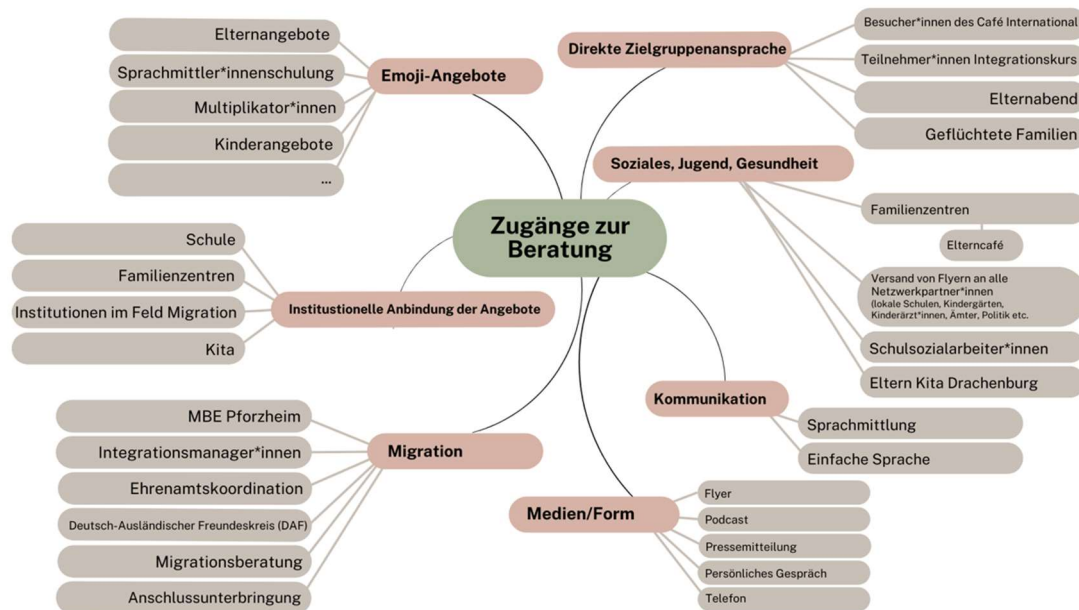 Zugänge zur
Beratung
Emoji-Angebote
Elternangebote
Sprachmittler*innenschulung
Multiplikator*innen
Kinderangebote
...
Institustionelle Anbindung der Angebote
Schule
Familienzentren
Institutionen im Feld Migration
Kita
Migration
MBE Pforzheim
Integrationsmanager*innen
Ehrenamtskoordination
Deutsch-Ausländischer Freundeskreis (DAF)
Migrationsberatung
Anschlussunterbringung
Direkte Zielgruppenansprache
Besucher*innen des Café International
Teilnehmer*innen Integrationskurs
Elternabend
Geflüchtete Familien
Soziales, Jugend, Gesundheit
Familienzentren
Elterncafé
Versand von Flyern an alle
Netzwerkpartner*innen
(lokale Schulen, Kindergärten,
Kinderärzt*innen, Ämter, Politik etc.
Schulsozialarbeiter*innen
Eltern Kita Drachenburg
Kommunikation
Sprachmittlung
Einfache Sprache
Medien/Form
Flyer
Podcast
Pressemitteilung
Persönliches Gespräch
Telefon